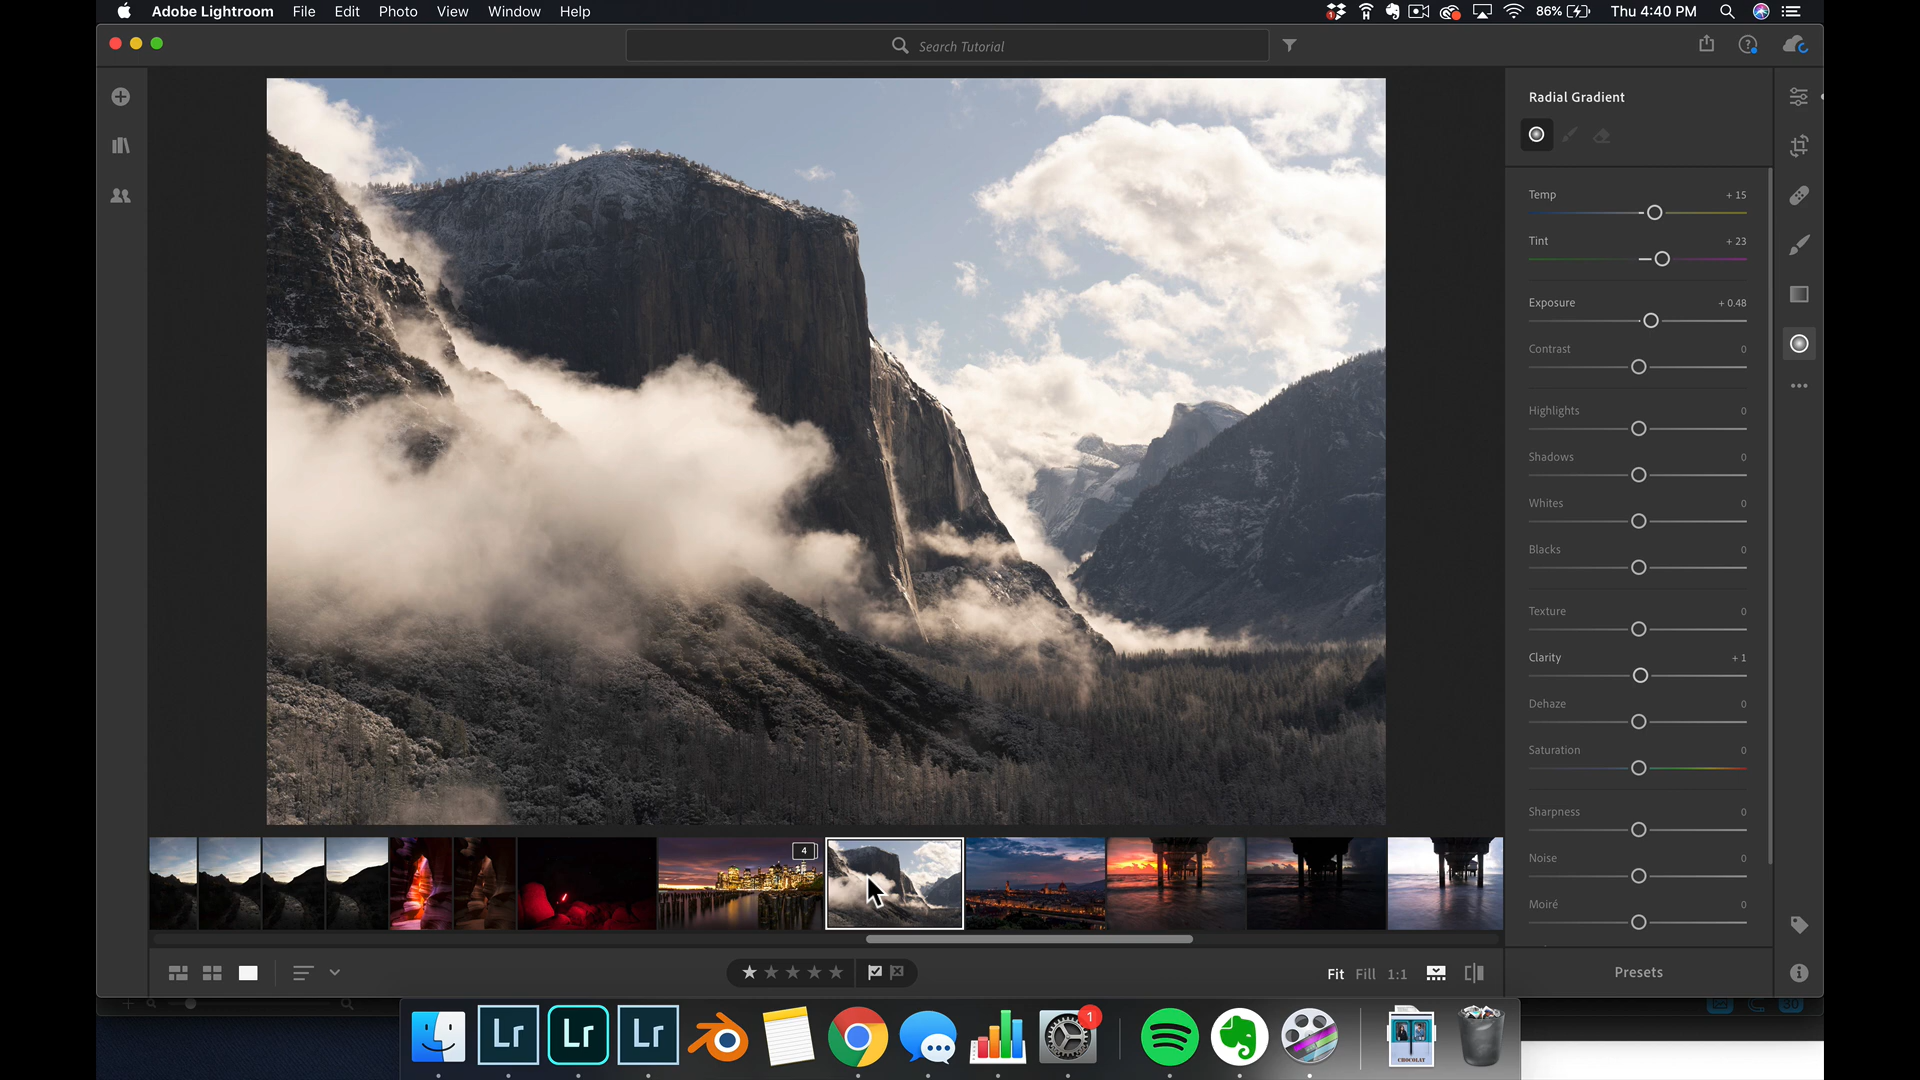 Adobe Lightroom File Edit Photo View Window Help 86% Thu 4:40 PM
Search Tutorial
Radial Gradient
Temp + 15
Tint + 23
Exposure + 0.48
Contrast 0
Highlights 0
Shadows 0
Whites 0
Blacks 0
Texture 0
Clarity + 1
Dehaze 0
Saturation 0
Sharpness 0
Noise 0
Moiré 0
4
Fit Fill 1:1
Presets
30
Lr Lr Lr 1
CHOCOLAT